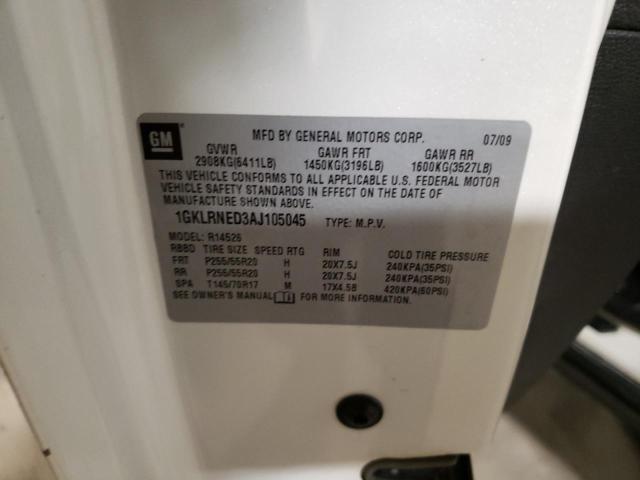 GM
MFD BY GENERAL MOTORS CORP. 07/09
GVWR GAWR FRT GAWR RR
2908KG(6411LB) 1450KG(3196LB) 1600KG(3527LB)
THIS VEHICLE CONFORMS TO ALL APPLICABLE U.S. FEDERAL MOTOR
VEHICLE SAFETY STANDARDS IN EFFECT ON THE DATE OF
MANUFACTURE SHOWN ABOVE.
1GKLRNED3AJ105045 TYPE: M.P.V.
MODEL: R14526
RBBD TIRE SIZE SPEED RTG RIM COLD TIRE PRESSURE
FRT P255/55R20 H 20X7.5J 240KPA(35PSI)
RR P255/55R20 H 20X7.5J 240KPA(35PSI)
SPA T145/70R17 M 17X4.5B 420KPA(60PSI)
SEE OWNER'S MANUAL FOR MORE INFORMATION.